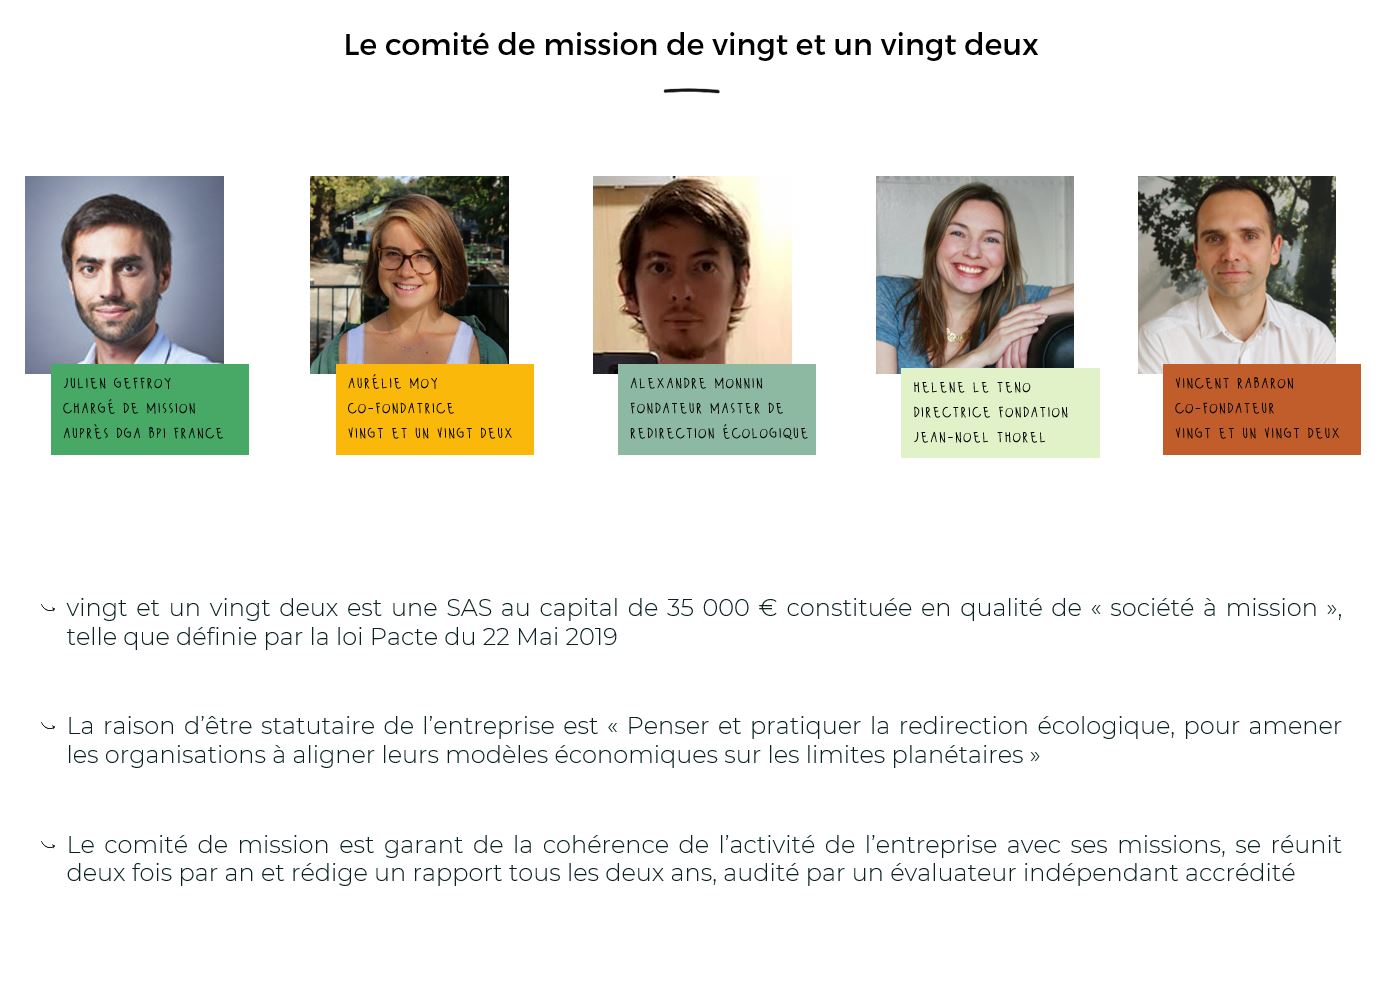 Le comité de mission de vingt et un vingt deux
JULIEN GEFFROY
CHARGÉ DE MISSION
AUPRÈS DGA BPI FRANCE
AURÉLIE MOY
CO-FONDATRICE
VINGT ET UN VINGT DEUX
ALEXANDRE MONNIN
FONDATEUR MASTER DE
REDIRECTION ÉCOLOGIQUE
HELENE LE TENO
DIRECTRICE FONDATION
JEAN-NOEL THOREL
VINCENT RABARON
CO-FONDATEUR
VINGT ET UN VINGT DEUX
vingt et un vingt deux est une SAS au capital de 35 000 € constituée en qualité de « société à mission »,
telle que définie par la loi Pacte du 22 Mai 2019
La raison d’être statutaire de l’entreprise est « Penser et pratiquer la redirection écologique, pour amener
les organisations à aligner leurs modèles économiques sur les limites planétaires »
Le comité de mission est garant de la cohérence de l’activité de l’entreprise avec ses missions, se réunit
deux fois par an et rédige un rapport tous les deux ans, audité par un évaluateur indépendant accrédité